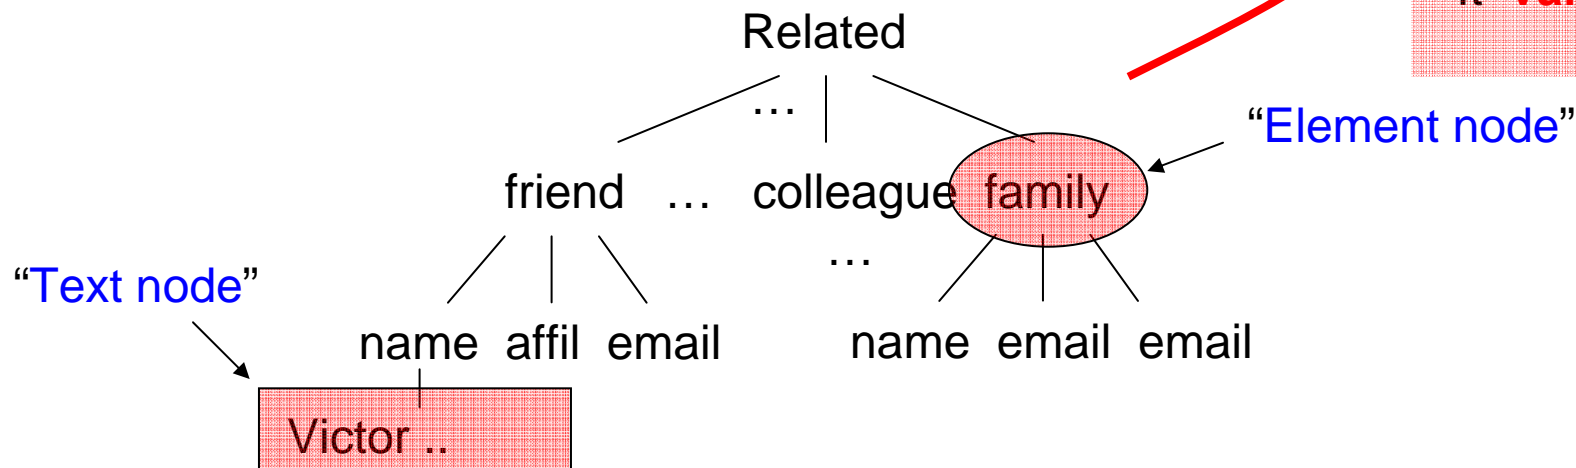 Related
…
“Element node”
friend … colleague family
…
“Text node”
name affil email name email email
Victor ..